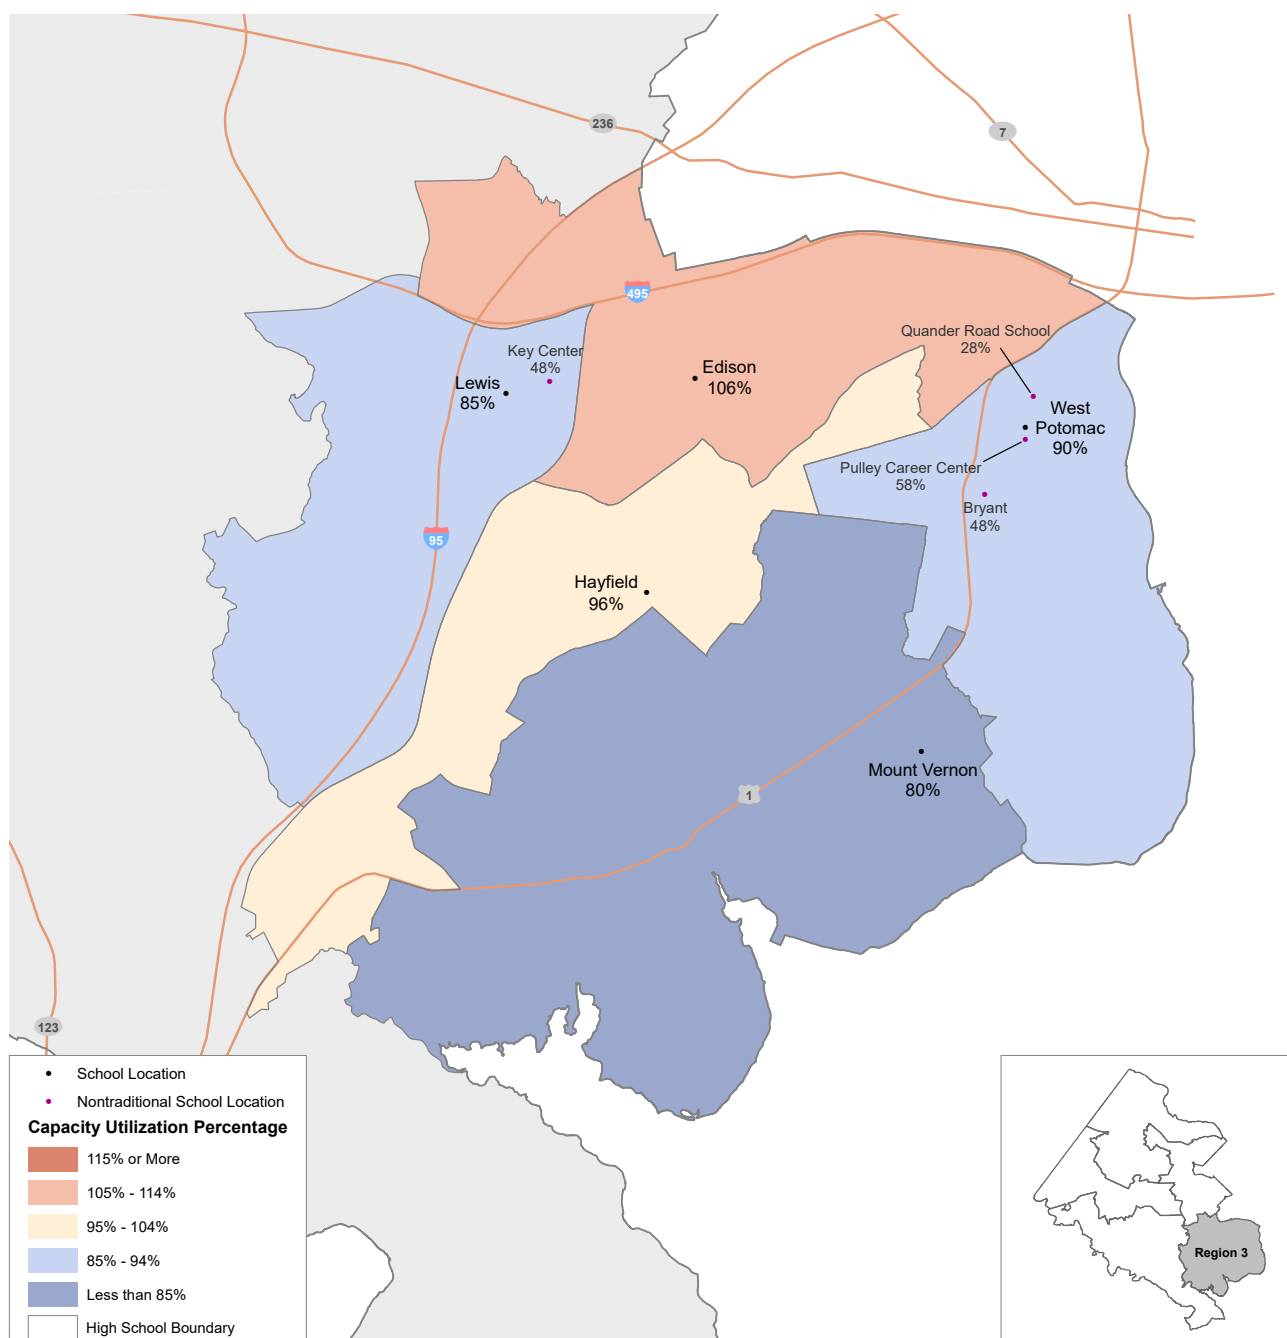 236
7
495
Quander Road School
28%
Key Center
48%
Edison
106%
Lewis
85%
West
Potomac
90%
Pulley Career Center
58%
Bryant
48%
95
Hayfield
96%
Mount Vernon
80%
1
123
School Location
Nontraditional School Location
Capacity Utilization Percentage
115% or More
105% - 114%
95% - 104%
85% - 94%
Less than 85%
High School Boundary
Region 3